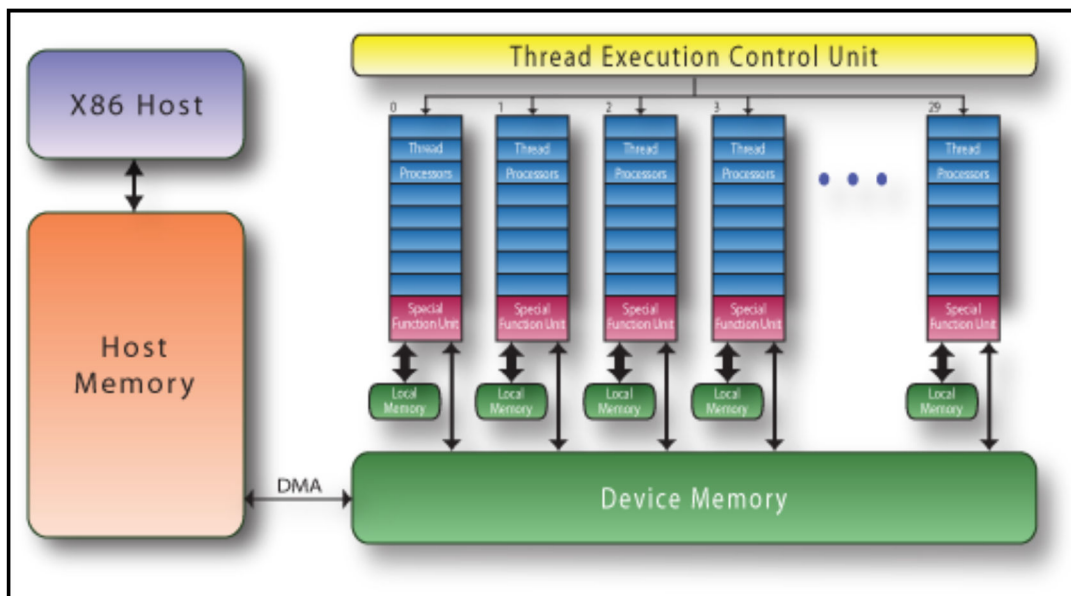 X86 Host
Host
Memory
DMA
Thread Execution Control Unit
0
Thread
Processors
Special
Function Unit
Local
Memory
1
Thread
Processors
Special
Function Unit
Local
Memory
2
Thread
Processors
Special
Function Unit
Local
Memory
3
Thread
Processors
Special
Function Unit
Local
Memory
29
Thread
Processors
Special
Function Unit
Local
Memory
Device Memory